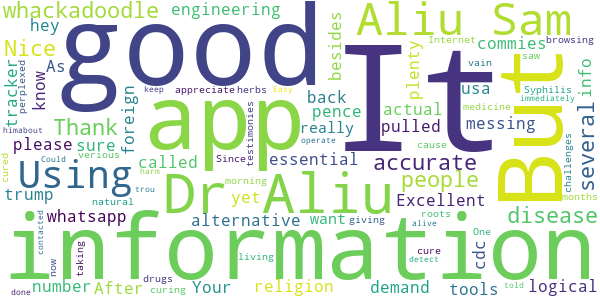 whackadoodle engineering Aliu Sam
hey good besides commies Internet browsing
Nice It plenty saw
tracker As know keep appreciate herbs Easy usa But info
perplexed vain Syphilis immediately
himabout app back actual medicine
Thank foreign pence pulled several
please sure really messing
cured Could verious called Since testimonies essential accurate cause operate challenges
Using Dr Aliu people
harm trou yet morning Excellent months
natural
trump whatsapp alternative want giving roots alive disease
information
contacted living cure cdc One detect
now taking drugs told
done number After curing Your religion demand tools logical